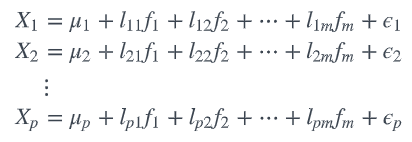 X₁ = μ₁ + l₁₁f₁ + l₁₂f₂ + ⋯ + l₁ₘfₘ + ϵ₁
X₂ = μ₂ + l₂₁f₁ + l₂₂f₂ + ⋯ + l₂ₘfₘ + ϵ₂
⋮
Xₚ = μₚ + lₚ₁f₁ + lₚ₂f₂ + ⋯ + lₚₘfₘ + ϵₚ